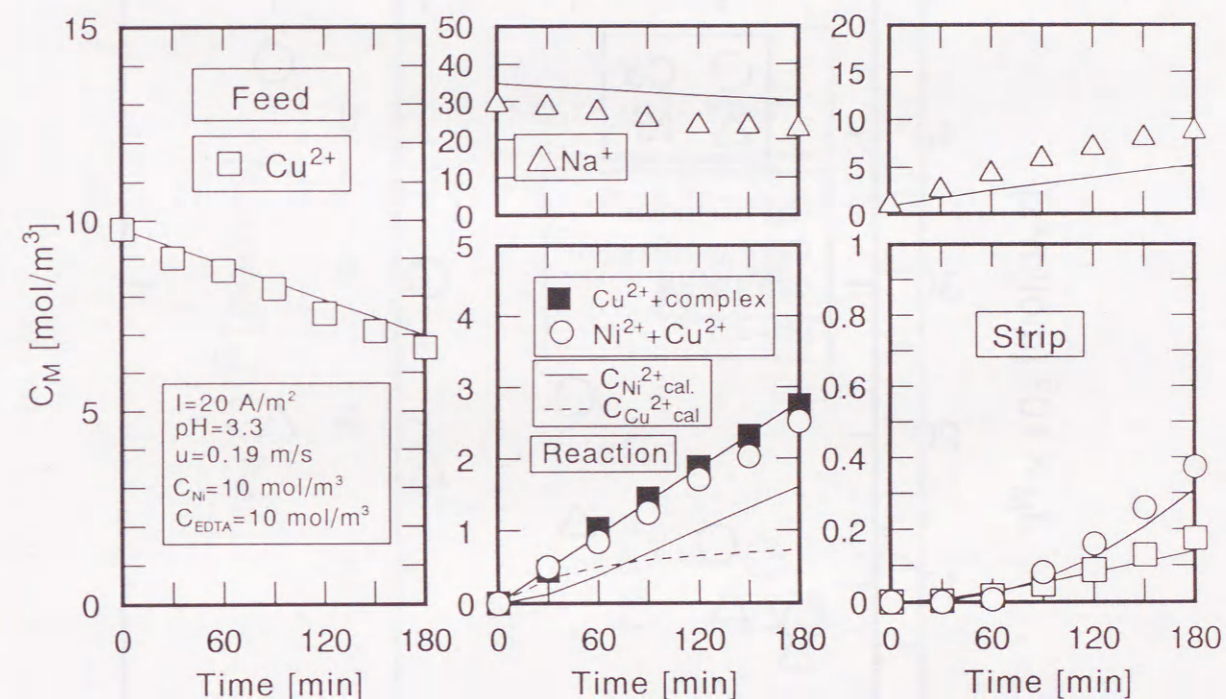 15
10
5
0
C_M [mol/m³]
Feed
Cu²⁺
I=20 A/m²
pH=3.3
u=0.19 m/s
C_Ni=10 mol/m³
C_EDTA=10 mol/m³
0 60 120 180
Time [min]
50
40
30
20
10
0
Na⁺
5
4
3
2
1
0
Cu²⁺+complex
Ni²⁺+Cu²⁺
C_Ni²⁺cal.
C_Cu²⁺cal
Reaction
0 60 120 180
Time [min]
20
15
10
5
0
1
0.8
0.6
0.4
0.2
0
Strip
0 60 120 180
Time [min]